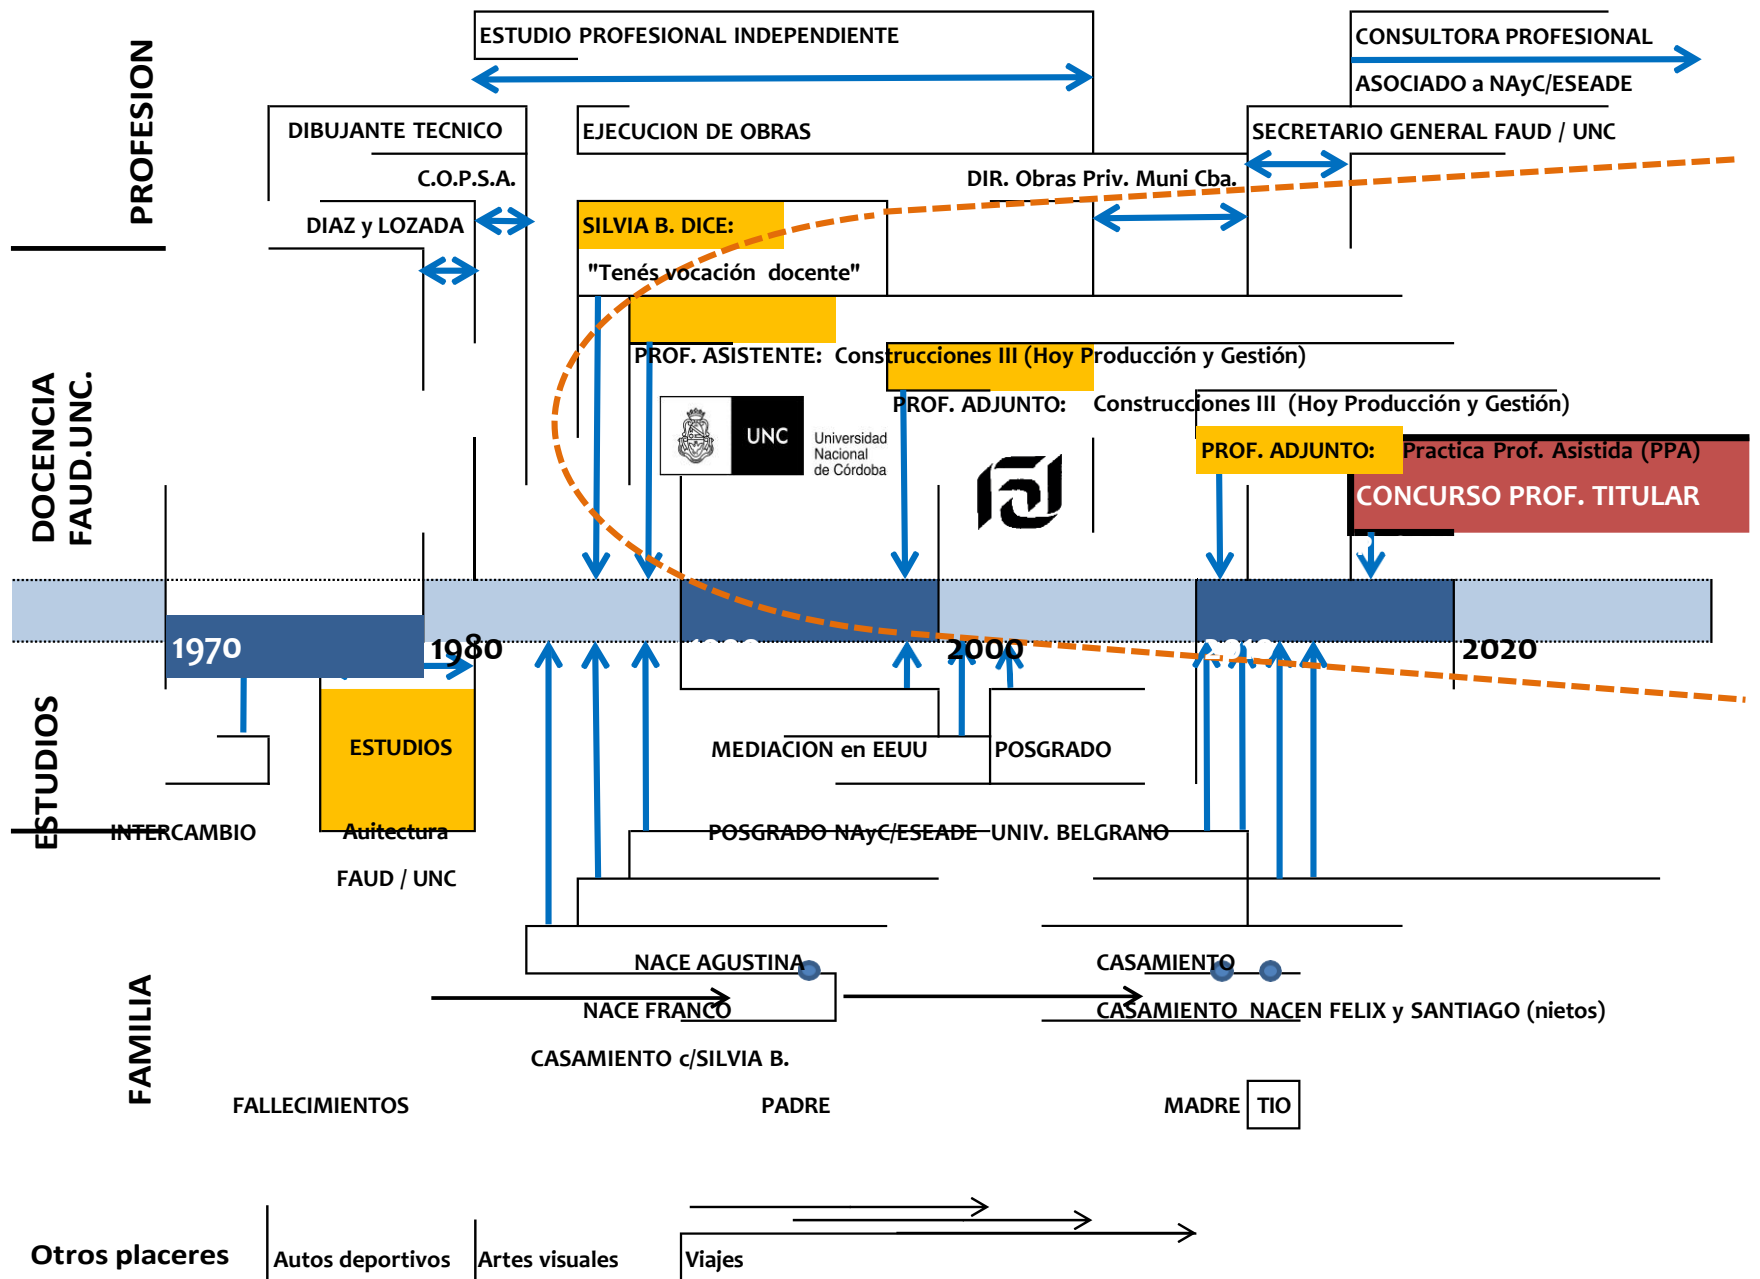 PROFESION
ESTUDIO PROFESIONAL INDEPENDIENTE
CONSULTORA PROFESIONAL
ASOCIADO a NAyC/ESEADE
DIBUJANTE TECNICO
EJECUCION DE OBRAS
SECRETARIO GENERAL FAUD / UNC
C.O.P.S.A.
DIR. Obras Priv. Muni Cba.
DIAZ y LOZADA
SILVIA B. DICE:
"Tenés vocación docente"
DOCENCIA
FAUD.UNC.
PROF. ASISTENTE: Construcciones III (Hoy Producción y Gestión)
PROF. ADJUNTO: Construcciones III (Hoy Producción y Gestión)
UNC
Universidad
Nacional
de Córdoba
PROF. ADJUNTO: Practica Prof. Asistida (PPA)
CONCURSO PROF. TITULAR
1970
1980
1990
2000
2010
2020
ESTUDIOS
ESTUDIOS
MEDIACION en EEUU
POSGRADO
INTERCAMBIO
Auitectura
POSGRADO NAyC/ESEADE
UNIV. BELGRANO
FAUD / UNC
FAMILIA
NACE AGUSTINA
CASAMIENTO
NACE FRANCO
CASAMIENTO NACEN FELIX y SANTIAGO (nietos)
CASAMIENTO c/SILVIA B.
FALLECIMIENTOS
PADRE
MADRE
TIO
Otros placeres
Autos deportivos
Artes visuales
Viajes